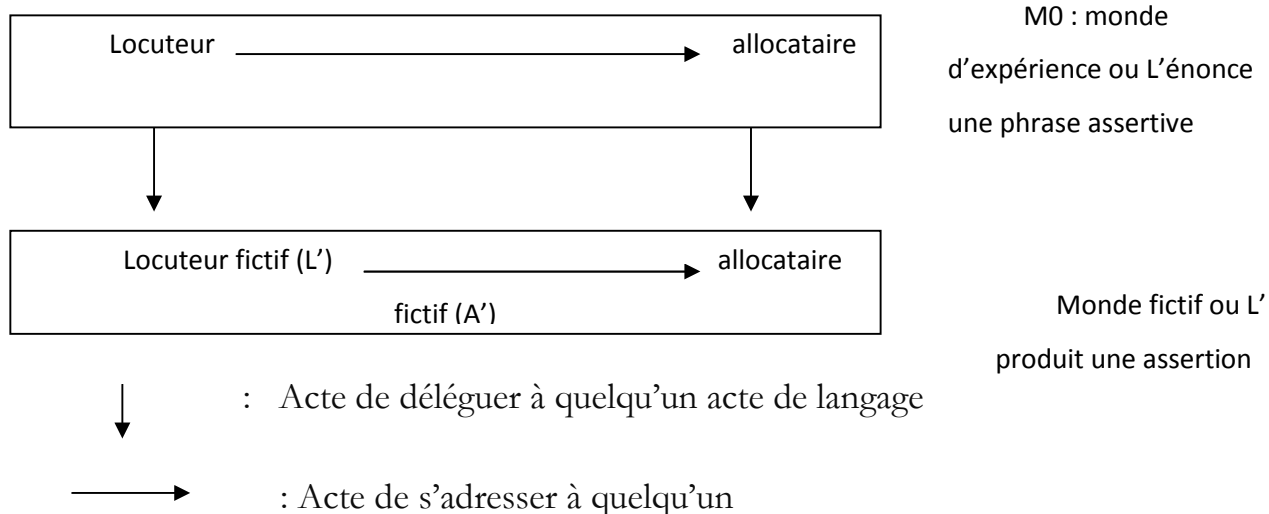 Locuteur allocataire
M0 : monde
d’expérience ou L’énonce
une phrase assertive
Locuteur fictif (L’) allocataire
fictif (A’)
Monde fictif ou L’
produit une assertion
: Acte de déléguer à quelqu’un acte de langage
: Acte de s’adresser à quelqu’un